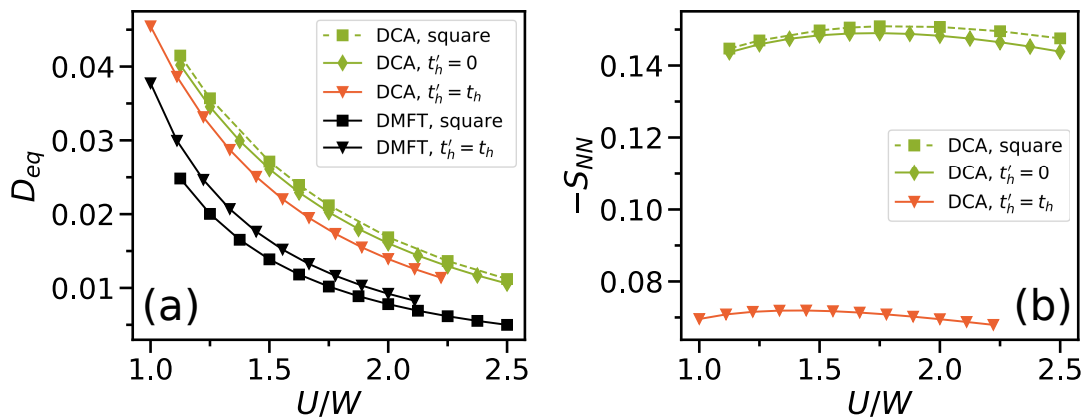 DCA, square
DCA, t'_h = 0
DCA, t'_h = t_h
DMFT, square
DMFT, t'_h = t_h
0.04
0.03
0.02
0.01
D_eq
(a)
1.0 1.5 2.0 2.5
U/W
0.14
0.12
0.10
0.08
−S_NN
DCA, square
DCA, t'_h = 0
DCA, t'_h = t_h
(b)
1.0 1.5 2.0 2.5
U/W